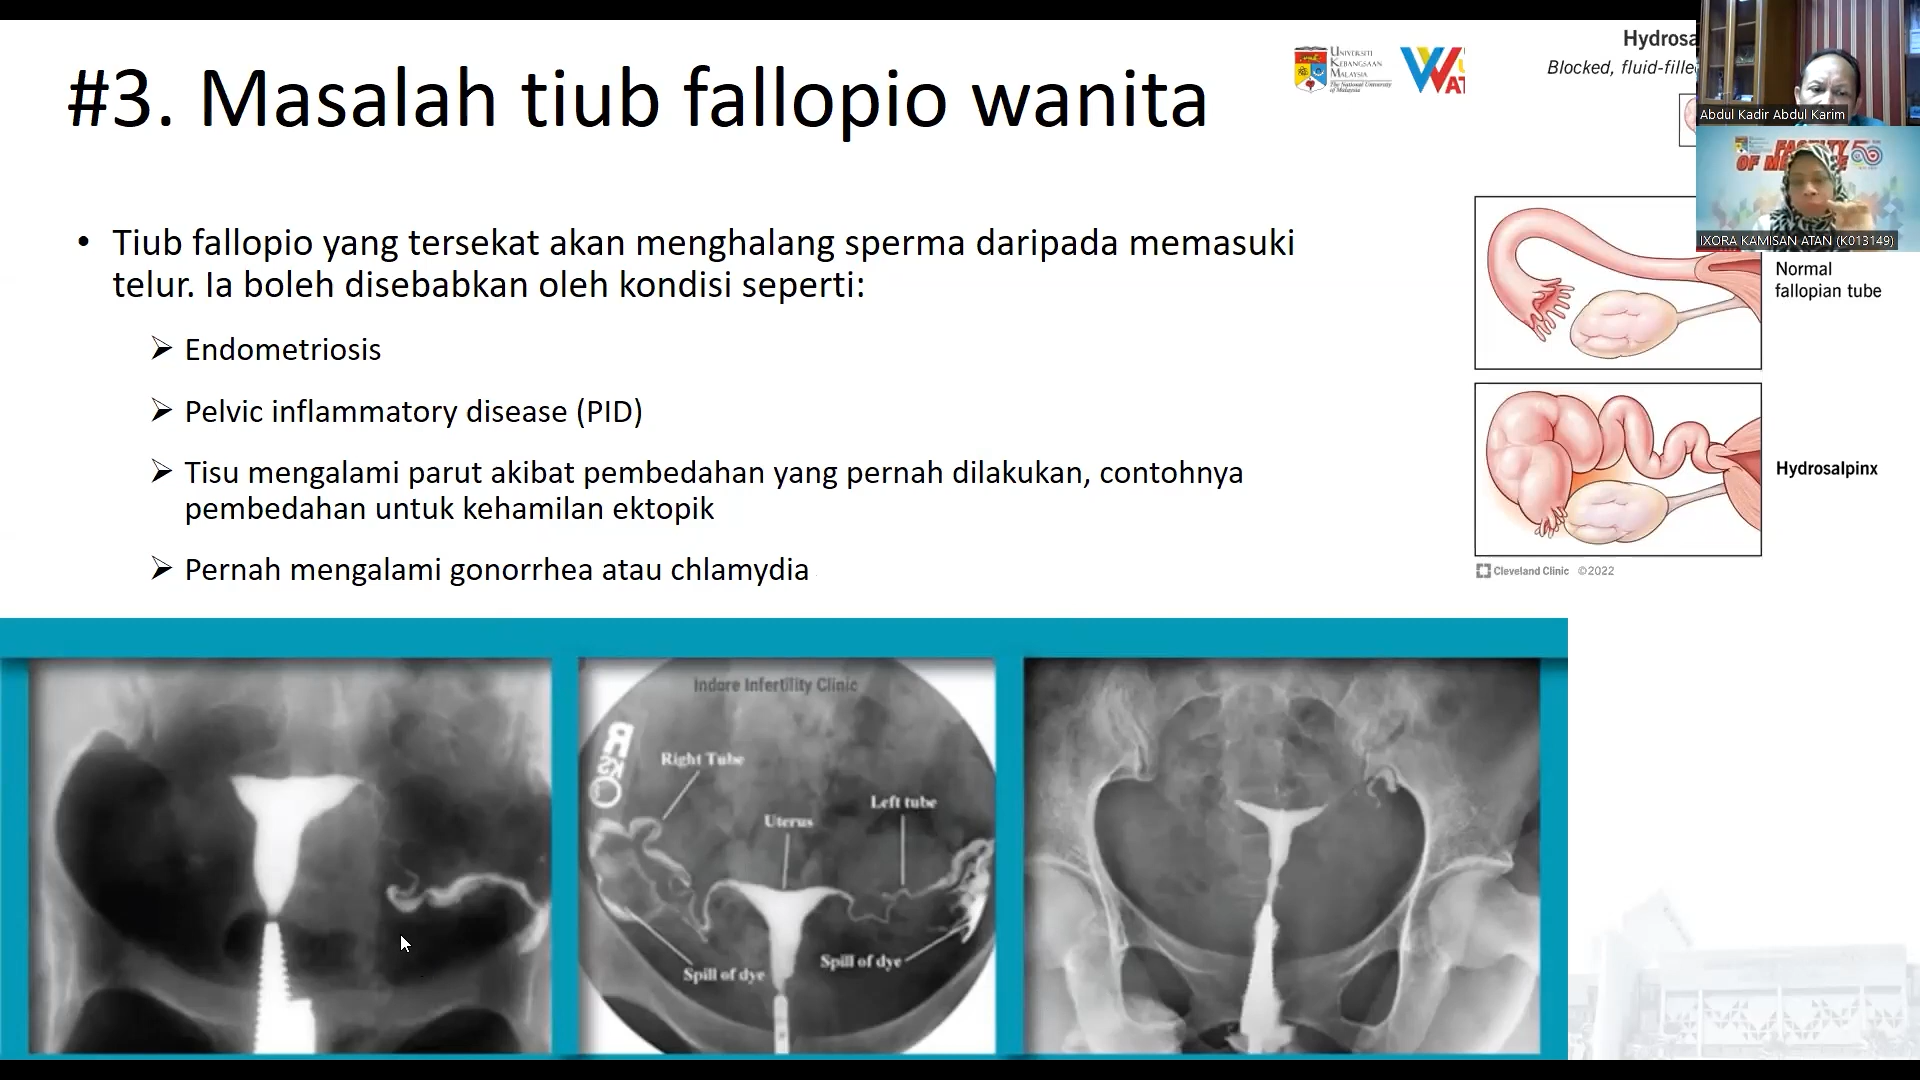 #3. Masalah tiub fallopio wanita
• Tiub fallopio yang tersekat akan menghalang sperma daripada memasuki
telur. Ia boleh disebabkan oleh kondisi seperti:
➢ Endometriosis
➢ Pelvic inflammatory disease (PID)
➢ Tisu mengalami parut akibat pembedahan yang pernah dilakukan, contohnya
pembedahan untuk kehamilan ektopik
➢ Pernah mengalami gonorrhea atau chlamydia
UNIVERSITI
KEBANGSAAN
MALAYSIA
The National University
of Malaysia
Hydrosa
Blocked, fluid-fille
Abdul Kadir Abdul Karim
FACULTY
OF ME
IXORA KAMISAN ATAN (K013149)
Normal
fallopian tube
Hydrosalpinx
Cleveland Clinic ©2022
Indore Infertility Clinic
Right Tube
Left tube
Uterus
Spill of dye
Spill of dye